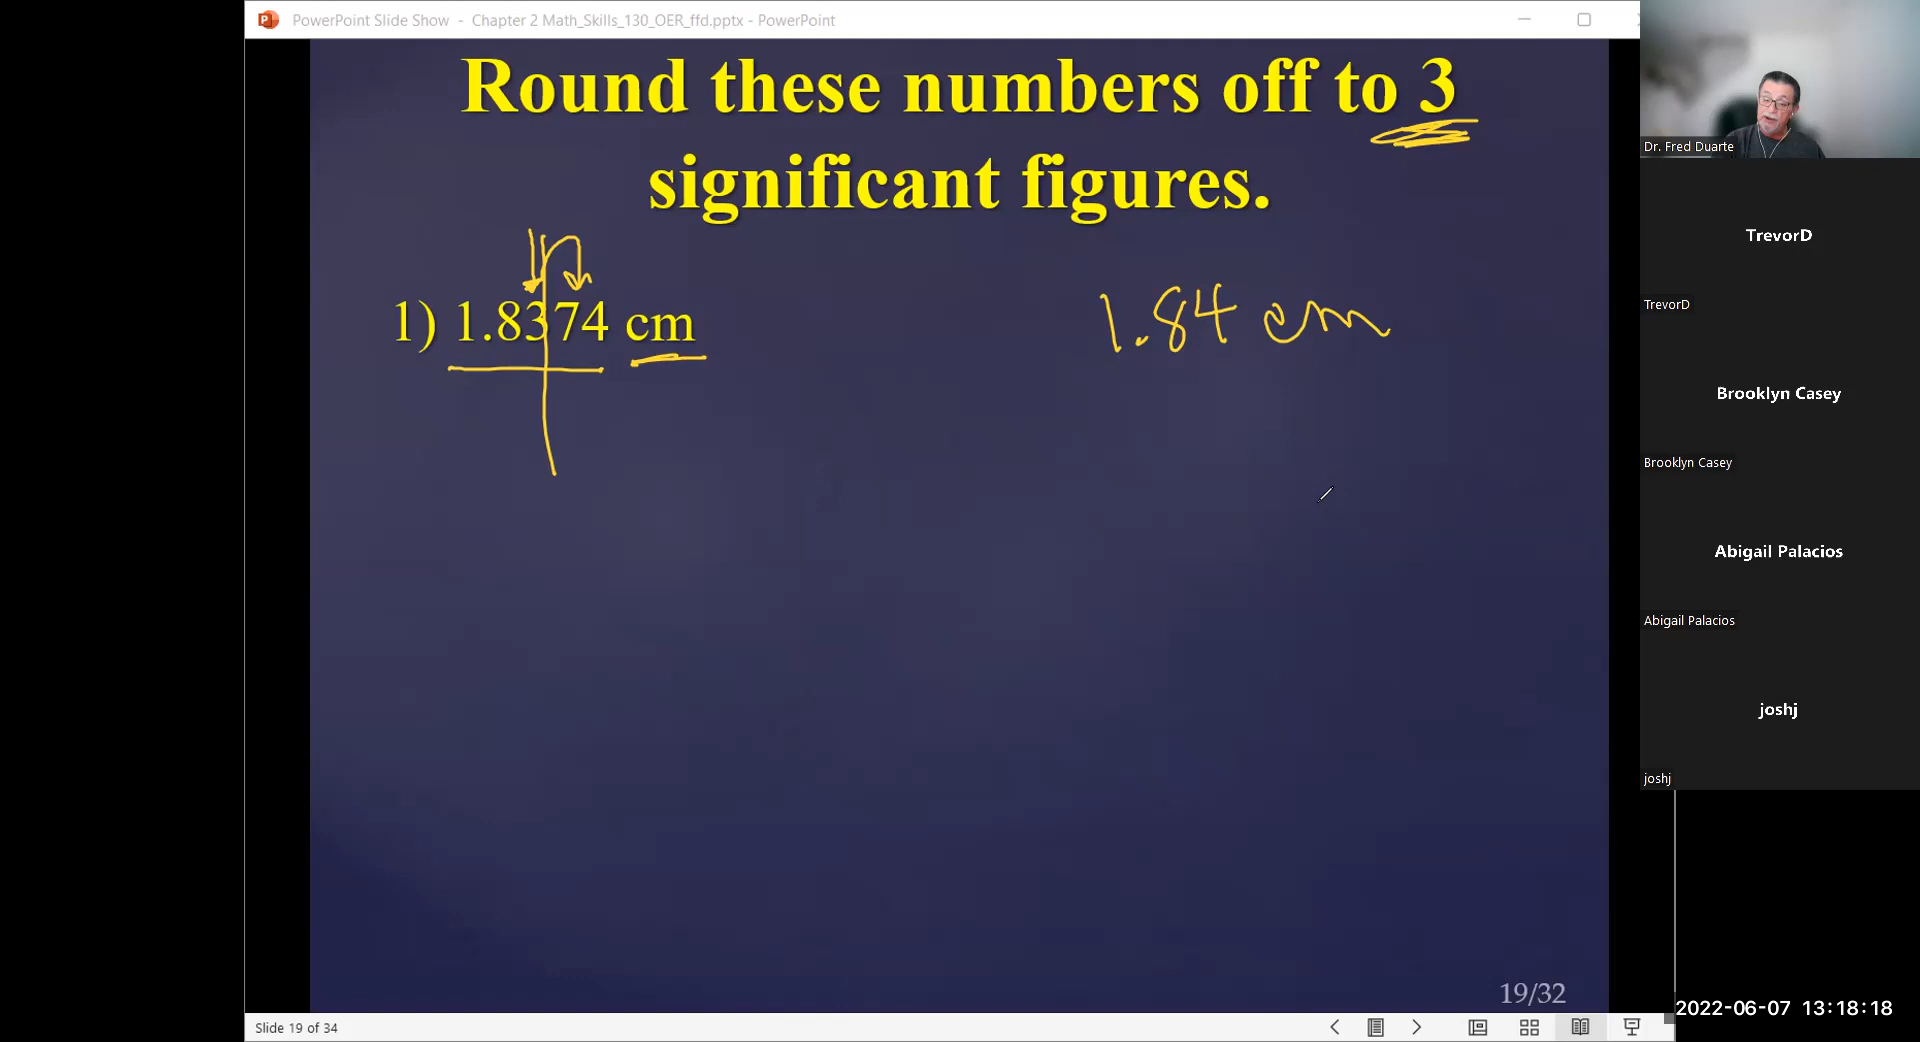 PowerPoint Slide Show - Chapter 2 Math_Skills_130_OER_ffd.pptx - PowerPoint
Round these numbers off to 3
significant figures.
1) 1.8374 cm
1.84 cm
19/32
Slide 19 of 34
Dr. Fred Duarte
TrevorD
TrevorD
Brooklyn Casey
Brooklyn Casey
Abigail Palacios
Abigail Palacios
joshj
joshj
2022-06-07 13:18:18